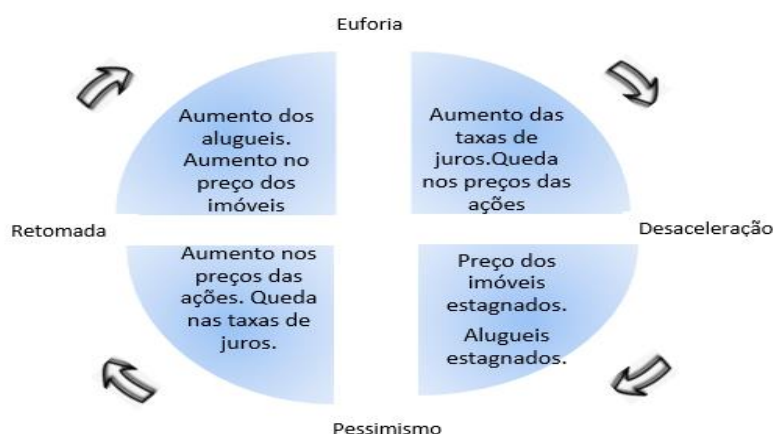 Euforia
Aumento dos
alugueis.
Aumento no
preço dos
imóveis
Aumento das
taxas de
juros.Queda
nos preços das
ações
Retomada
Desaceleração
Aumento nos
preços das
ações. Queda
nas taxas de
juros.
Preço dos
imóveis
estagnados.
Alugueis
estagnados.
Pessimismo